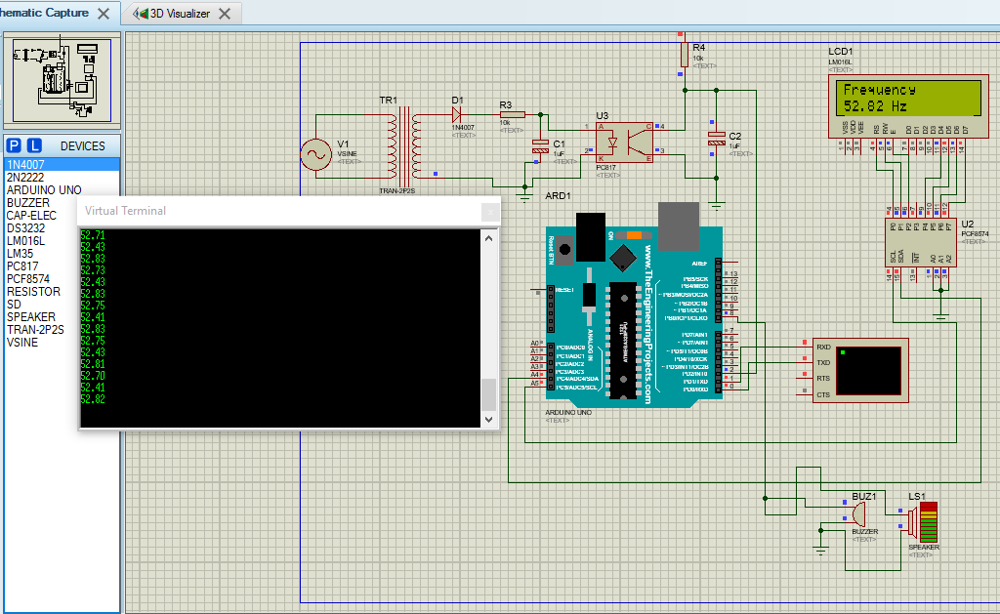 hematic Capture
3D Visualizer
P L DEVICES
1N4007
2N2222
ARDUINO UNO
BUZZER
CAP-ELEC
DS3232
LM016L
LM35
PC817
PCF8574
RESISTOR
SD
SPEAKER
TRAN-2P2S
VSINE
Virtual Terminal
52.71
52.43
52.83
52.73
52.43
52.83
52.75
52.41
52.83
52.75
52.43
52.81
52.70
52.41
52.82
V1
VSINE
<TEXT>
TR1
TRAN-2P2S
D1
1N4007
<TEXT>
R3
10k
<TEXT>
C1
1uF
<TEXT>
U3
A
K
C
E
1
2
4
3
PC817
<TEXT>
R4
10k
<TEXT>
C2
1uF
<TEXT>
LCD1
LM016L
<TEXT>
Frequency
52.82 Hz
VSS
VDD
VEE
RS
RW
E
D0
D1
D2
D3
D4
D5
D6
D7
U2
PCF8574
<TEXT>
P0
P1
P2
P3
P4
P5
P6
P7
SCL
SDA
INT
A0
A1
A2
ARD1
Reset BTN
ON
www.TheEngineeringProjects.com
RESET
ANALOG IN
AREF
PB5/SCK
PB4/MISO
~ PB3/MOSI/OC2A
~ PB2/OC1B
~ PB1/OC1A
PB0/ICP1/CLKO
PD7/AIN1
~ PD6/AIN0
~ PD5/T1/OC0B
PD4/T0/XCK
~ PD3/INT1/OC2B
PD2/INT0
PD1/TXD
PD0/RXD
13
12
11
10
9
8
7
6
5
4
3
2
1
0
A0
A1
A2
A3
A4
A5
PC0/ADC0
PC1/ADC1
PC2/ADC2
PC3/ADC3
PC4/ADC4/SDA
PC5/ADC5/SCL
ARDUINO UNO
<TEXT>
RXD
TXD
RTS
CTS
BUZ1
BUZZER
<TEXT>
LS1
SPEAKER
<TEXT>